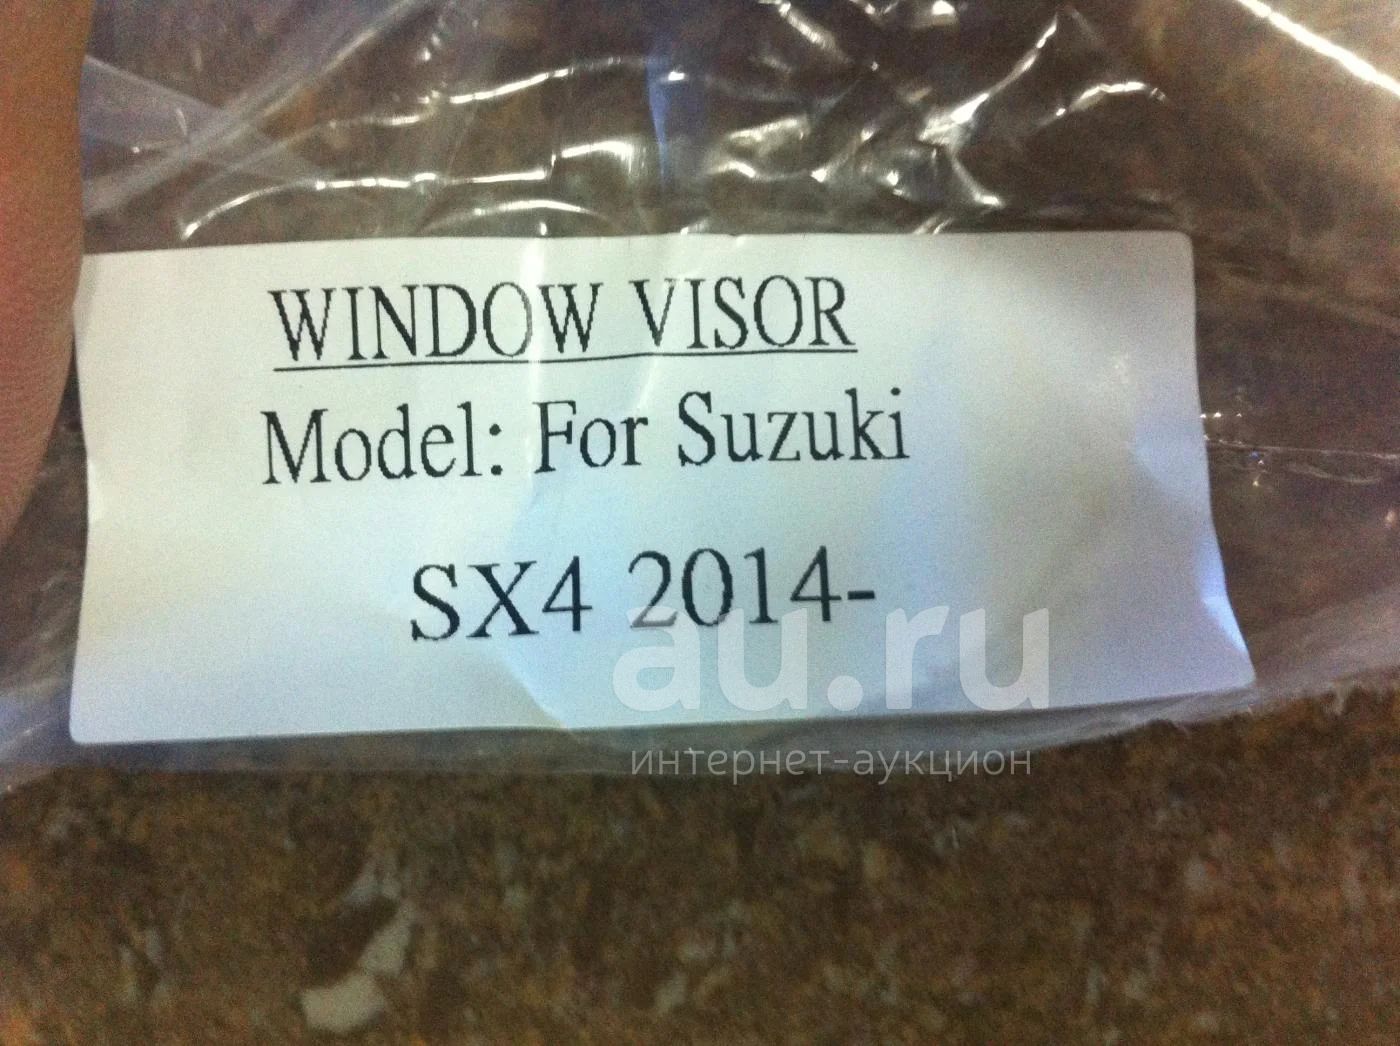 WINDOW VISOR
Model: For Suzuki
SX4 2014-
au.ru
интернет-аукцион